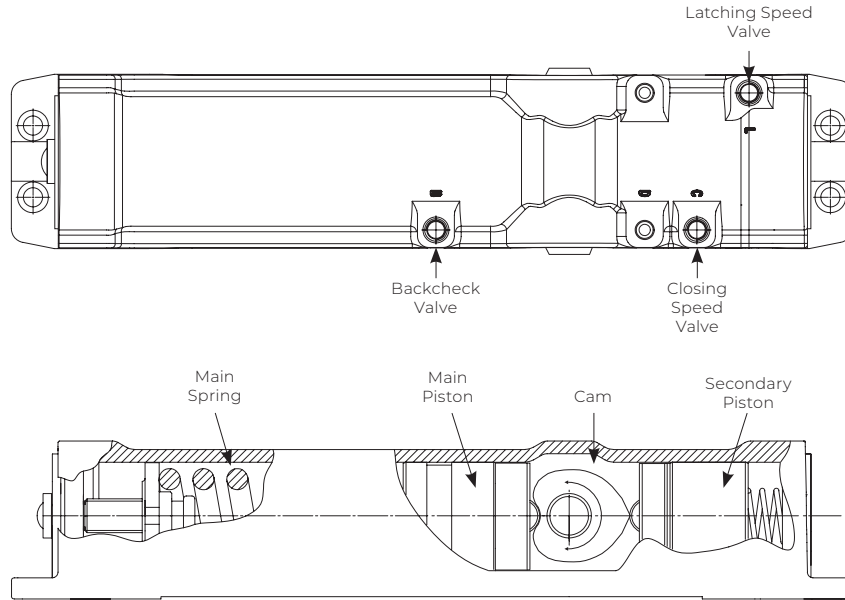 Latching Speed
Valve
L
B
D
C
Backcheck
Valve
Closing
Speed
Valve
Main
Spring
Main
Piston
Cam
Secondary
Piston